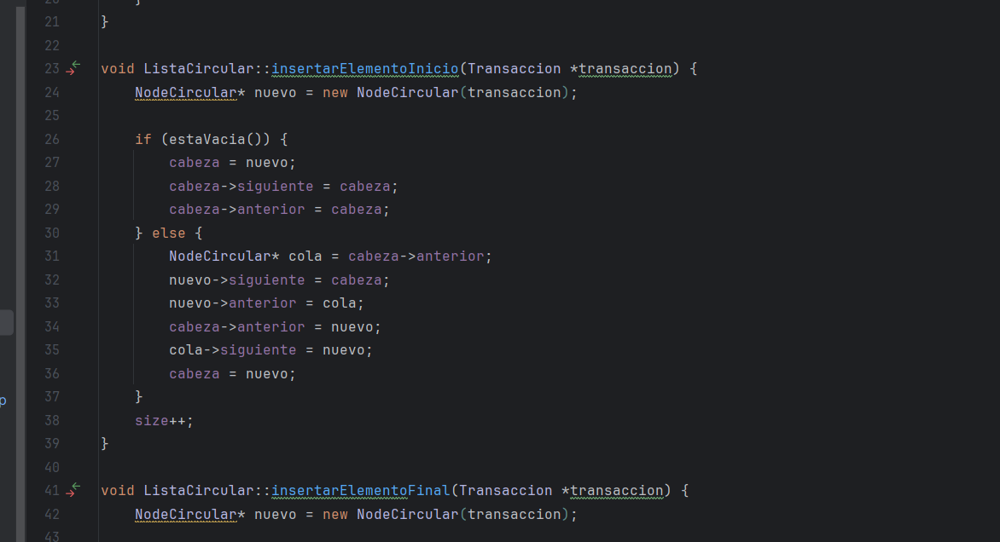 21 }
22
23 void ListaCircular::insertarElementoInicio(Transaccion *transaccion) {
24     NodeCircular* nuevo = new NodeCircular(transaccion);
25
26     if (estaVacia()) {
27         cabeza = nuevo;
28         cabeza->siguiente = cabeza;
29         cabeza->anterior = cabeza;
30     } else {
31         NodeCircular* cola = cabeza->anterior;
32         nuevo->siguiente = cabeza;
33         nuevo->anterior = cola;
34         cabeza->anterior = nuevo;
35         cola->siguiente = nuevo;
36         cabeza = nuevo;
37     }
38     size++;
39 }
40
41 void ListaCircular::insertarElementoFinal(Transaccion *transaccion) {
42     NodeCircular* nuevo = new NodeCircular(transaccion);
43